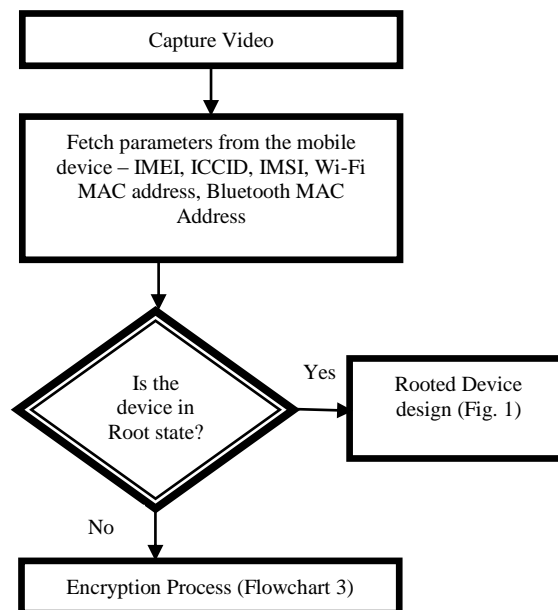 Capture Video
Fetch parameters from the mobile
device – IMEI, ICCID, IMSI, Wi-Fi
MAC address, Bluetooth MAC
Address
Is the
device in
Root state?
Yes
Rooted Device
design (Fig. 1)
No
Encryption Process (Flowchart 3)